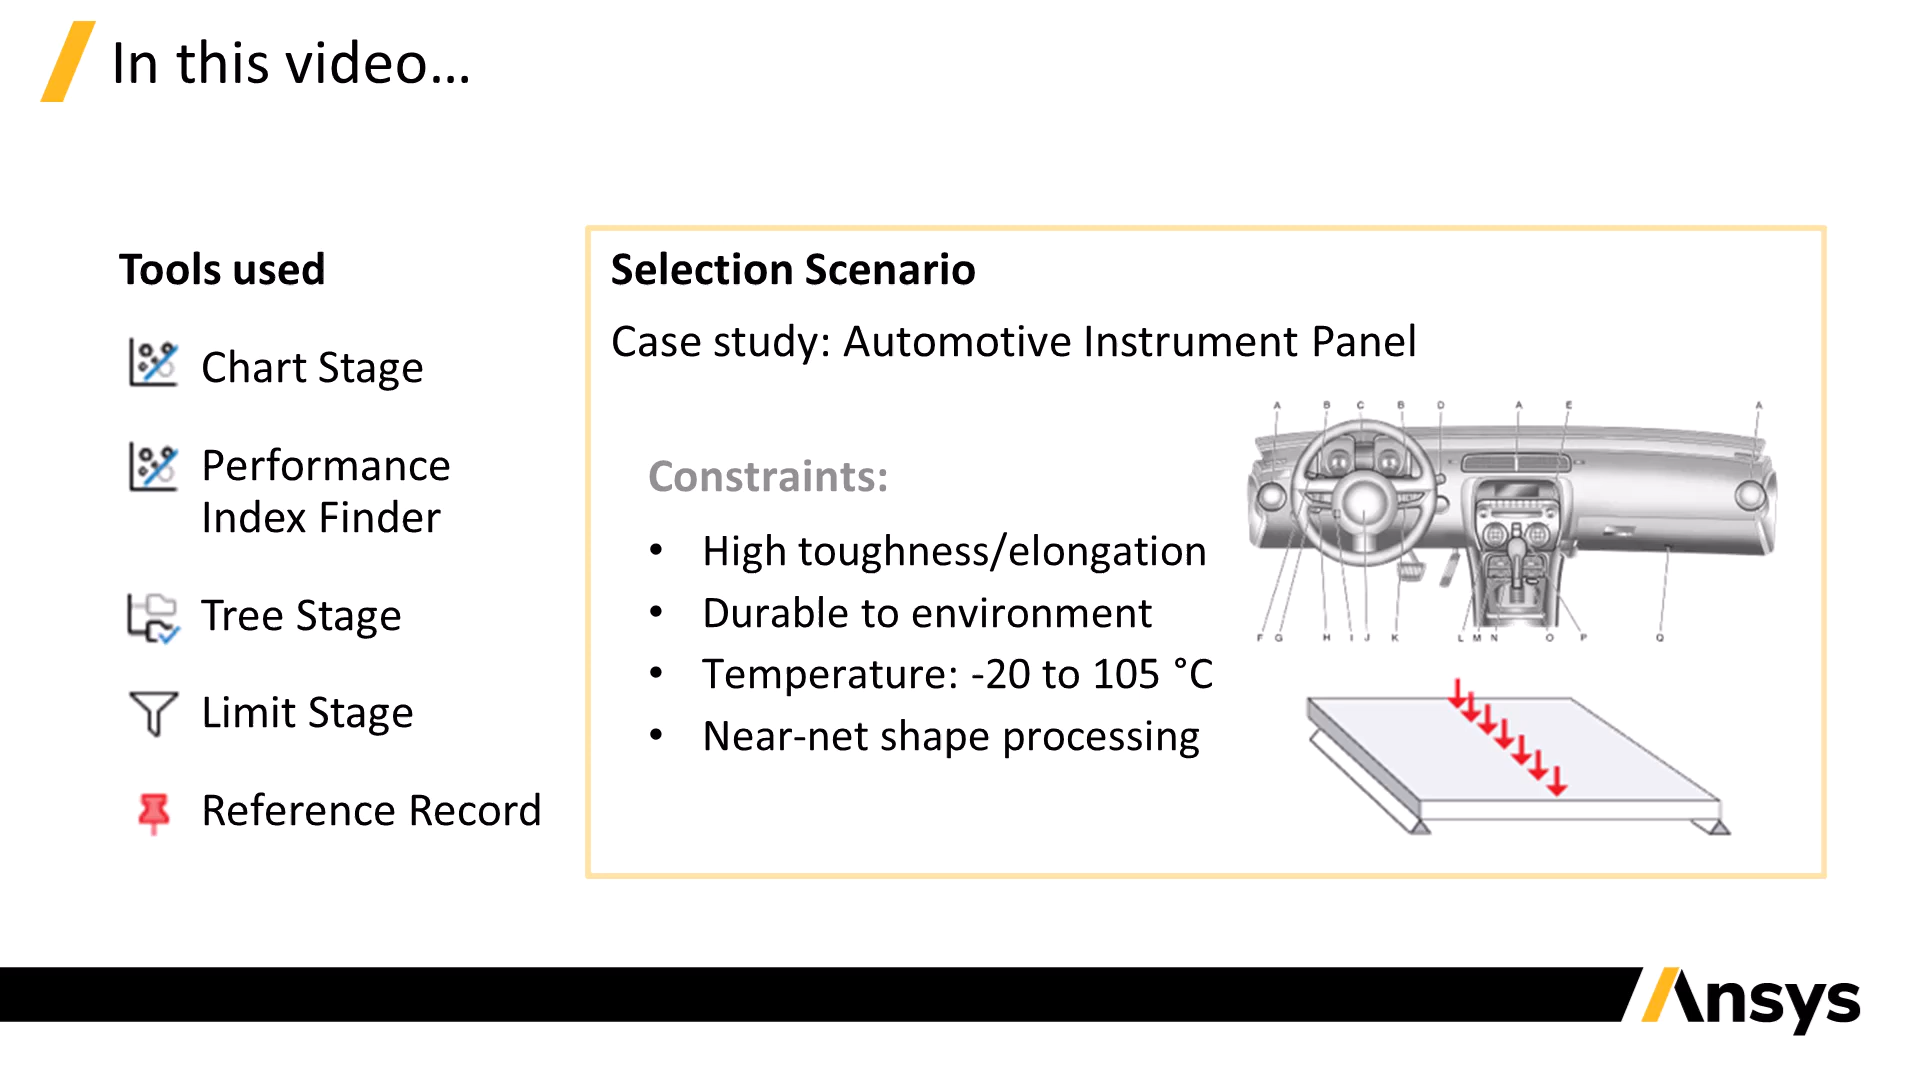 In this video...
Tools used
Chart Stage
Performance
Index Finder
Tree Stage
Limit Stage
Reference Record
Selection Scenario
Case study: Automotive Instrument Panel
Constraints:
• High toughness/elongation
• Durable to environment
• Temperature: -20 to 105 °C
• Near-net shape processing
A B C B D A E A
F G H I J K L M N O P Q
Ansys